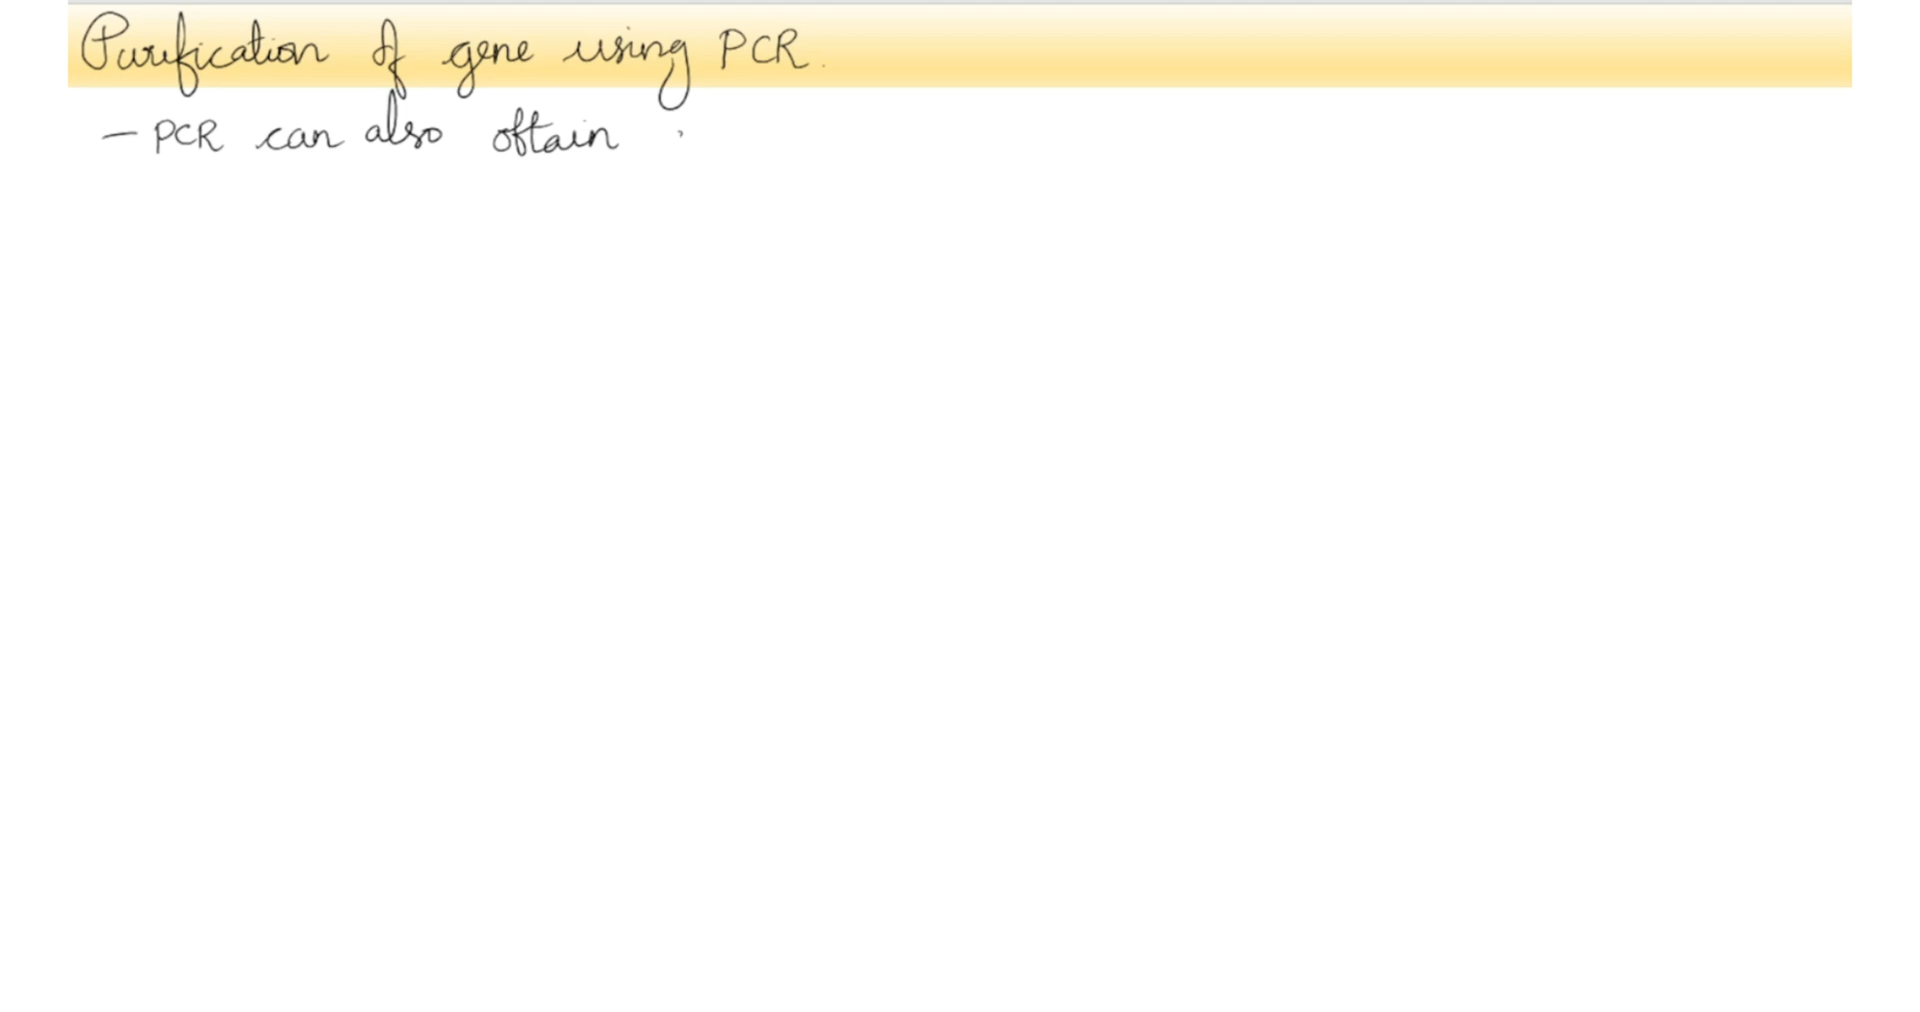 Purification of gene using PCR.
- PCR can also obtain